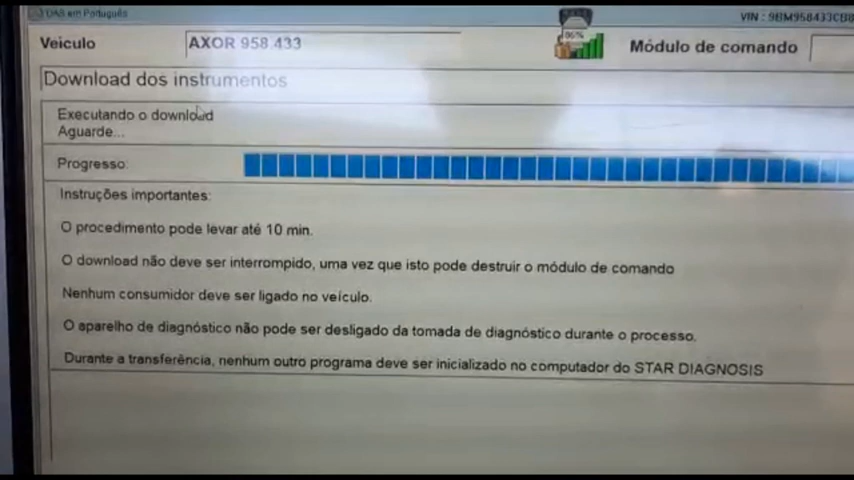 DAS em Português
VIN : 9BM958433CB8
Veiculo
AXOR 958.433
86%
Módulo de comando
Download dos instrumentos
Executando o download
Aguarde...
Progresso:
Instruções importantes:
O procedimento pode levar até 10 min.
O download não deve ser interrompido, uma vez que isto pode destruir o módulo de comando
Nenhum consumidor deve ser ligado no veículo.
O aparelho de diagnóstico não pode ser desligado da tomada de diagnóstico durante o processo.
Durante a transferência, nenhum outro programa deve ser inicializado no computador do STAR DIAGNOSIS